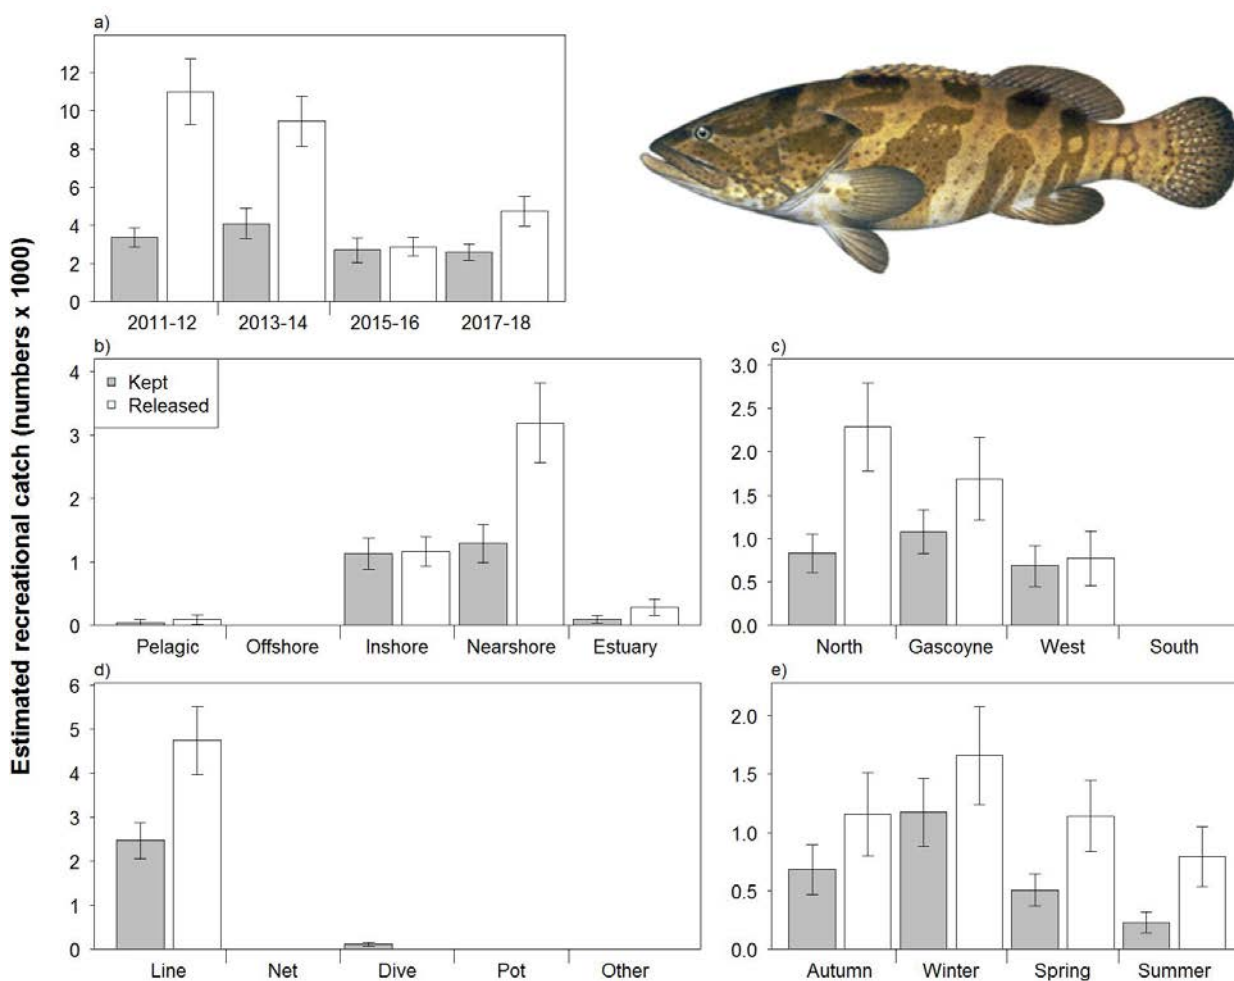 a)
12
10
8
6
4
2
0
2011-12 2013-14 2015-16 2017-18
Estimated recreational catch (numbers x 1000)
b)
Kept
Released
4
3
2
1
0
Pelagic Offshore Inshore Nearshore Estuary
c)
3.0
2.5
2.0
1.5
1.0
0.5
0.0
North Gascoyne West South
d)
6
5
4
3
2
1
0
Line Net Dive Pot Other
e)
2.0
1.5
1.0
0.5
0.0
Autumn Winter Spring Summer